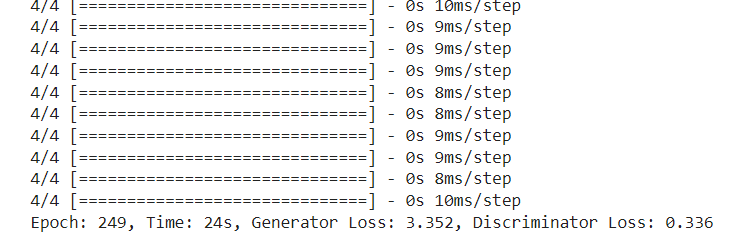 4/4 [==============================] - 0s 10ms/step
4/4 [==============================] - 0s 9ms/step
4/4 [==============================] - 0s 9ms/step
4/4 [==============================] - 0s 9ms/step
4/4 [==============================] - 0s 8ms/step
4/4 [==============================] - 0s 8ms/step
4/4 [==============================] - 0s 9ms/step
4/4 [==============================] - 0s 9ms/step
4/4 [==============================] - 0s 8ms/step
4/4 [==============================] - 0s 10ms/step
Epoch: 249, Time: 24s, Generator Loss: 3.352, Discriminator Loss: 0.336